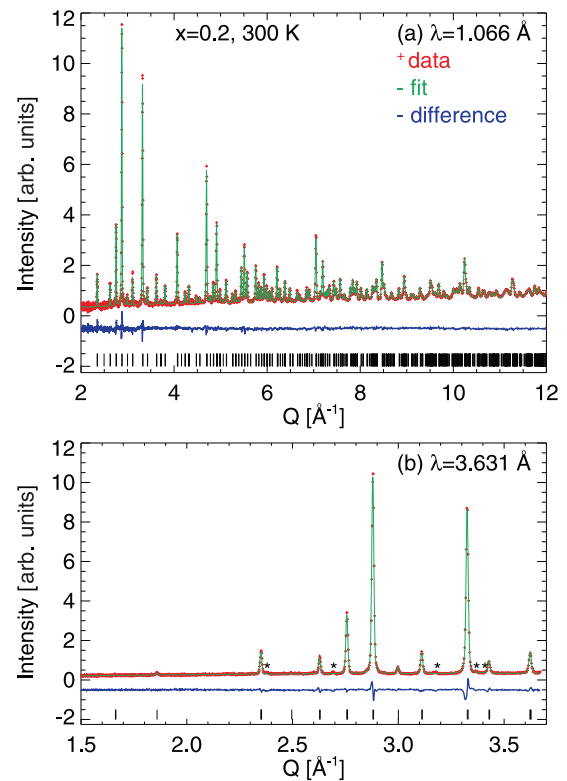 x=0.2, 300 K
(a) λ=1.066 Å
+ data
- fit
- difference
Intensity [arb. units]
12
10
8
6
4
2
0
-2
2 4 6 8 10 12
Q [Å⁻¹]
(b) λ=3.631 Å
Intensity [arb. units]
12
10
8
6
4
2
0
-2
* * * **
1.5 2.0 2.5 3.0 3.5
Q [Å⁻¹]